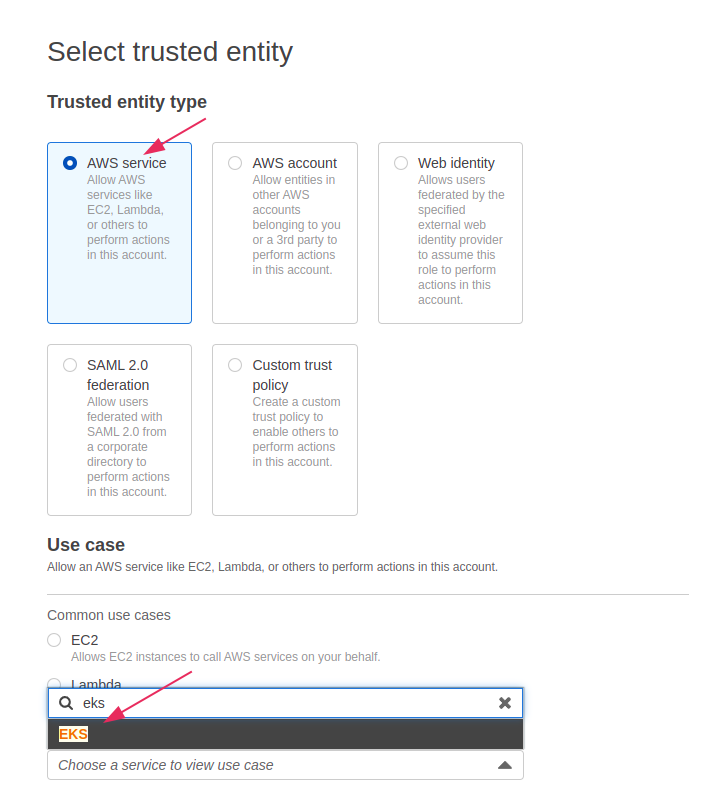 Select trusted entity
Trusted entity type
AWS service
Allow AWS
services like
EC2, Lambda,
or others to
perform actions
in this account.
AWS account
Allow entities in
other AWS
accounts
belonging to you
or a 3rd party to
perform actions
in this account.
Web identity
Allows users
federated by the
specified
external web
identity provider
to assume this
role to perform
actions in this
account.
SAML 2.0
federation
Allow users
federated with
SAML 2.0 from
a corporate
directory to
perform actions
in this account.
Custom trust
policy
Create a custom
trust policy to
enable others to
perform actions
in this account.
Use case
Allow an AWS service like EC2, Lambda, or others to perform actions in this account.
Common use cases
EC2
Allows EC2 instances to call AWS services on your behalf.
Lambda
eks
EKS
Choose a service to view use case